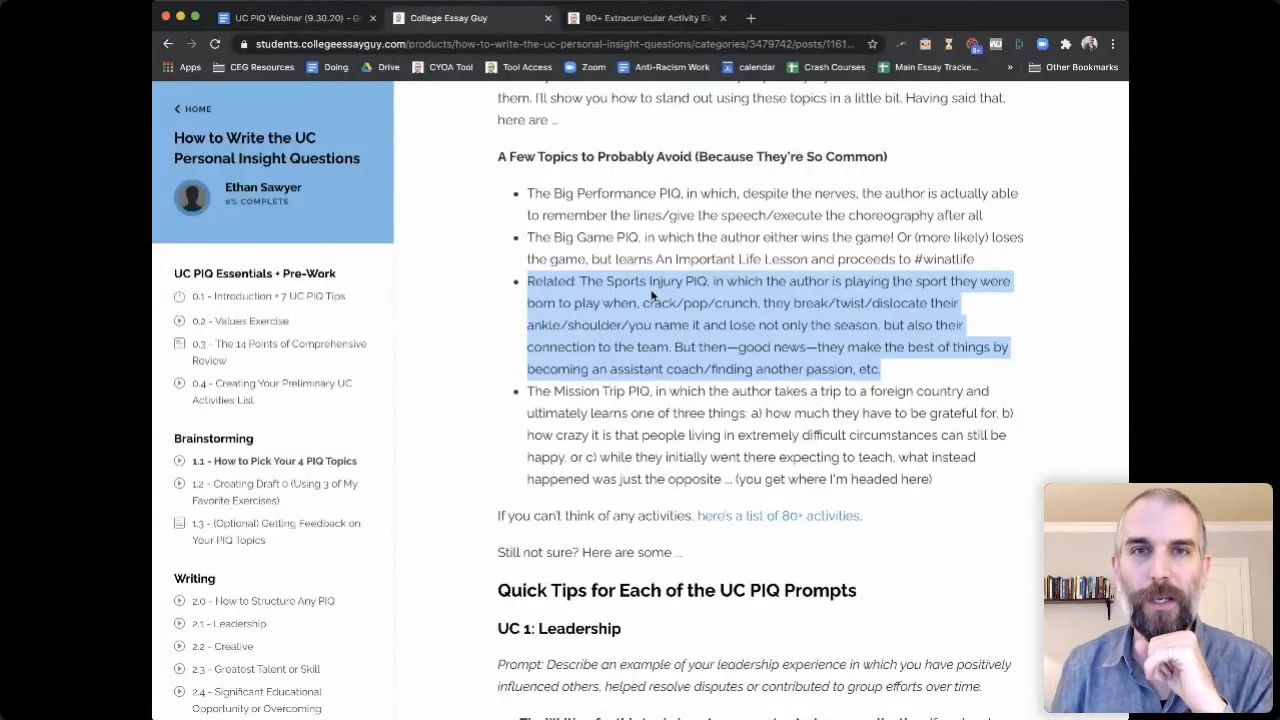 UC PIQ Webinar (9.30.20) - G
College Essay Guy
80+ Extracurricular Activity Ex
students.collegeessayguy.com/products/how-to-write-the-uc-personal-insight-questions/categories/3479742/posts/1161...
Apps
CEG Resources
Doing
Drive
CYOA Tool
Tool Access
Zoom
Anti-Racism Work
calendar
Crash Courses
Main Essay Tracke...
»
Other Bookmarks
HOME
How to Write the UC
Personal Insight Questions
Ethan Sawyer
0% COMPLETE
UC PIQ Essentials + Pre-Work
0.1 - Introduction + 7 UC PIQ Tips
0.2 - Values Exercise
0.3 - The 14 Points of Comprehensive
Review
0.4 - Creating Your Preliminary UC
Activities List
Brainstorming
1.1 - How to Pick Your 4 PIQ Topics
1.2 - Creating Draft 0 (Using 3 of My
Favorite Exercises)
1.3 - (Optional) Getting Feedback on
Your PIQ Topics
Writing
2.0 - How to Structure Any PIQ
2.1 - Leadership
2.2 - Creative
2.3 - Greatest Talent or Skill
2.4 - Significant Educational
Opportunity or Overcoming
them. I'll show you how to stand out using these topics in a little bit. Having said that,
here are ...
A Few Topics to Probably Avoid (Because They're So Common)
• The Big Performance PIQ, in which, despite the nerves, the author is actually able
to remember the lines/give the speech/execute the choreography after all
• The Big Game PIQ, in which the author either wins the game! Or (more likely) loses
the game, but learns An Important Life Lesson and proceeds to #winatlife
• Related: The Sports Injury PIQ, in which the author is playing the sport they were
born to play when, crack/pop/crunch, they break/twist/dislocate their
ankle/shoulder/you name it and lose not only the season, but also their
connection to the team. But then—good news—they make the best of things by
becoming an assistant coach/finding another passion, etc.
• The Mission Trip PIQ, in which the author takes a trip to a foreign country and
ultimately learns one of three things: a) how much they have to be grateful for, b)
how crazy it is that people living in extremely difficult circumstances can still be
happy, or c) while they initially went there expecting to teach, what instead
happened was just the opposite ... (you get where I'm headed here)
If you can't think of any activities, here's a list of 80+ activities.
Still not sure? Here are some ...
Quick Tips for Each of the UC PIQ Prompts
UC 1: Leadership
Prompt: Describe an example of your leadership experience in which you have positively
influenced others, helped resolve disputes or contributed to group efforts over time.